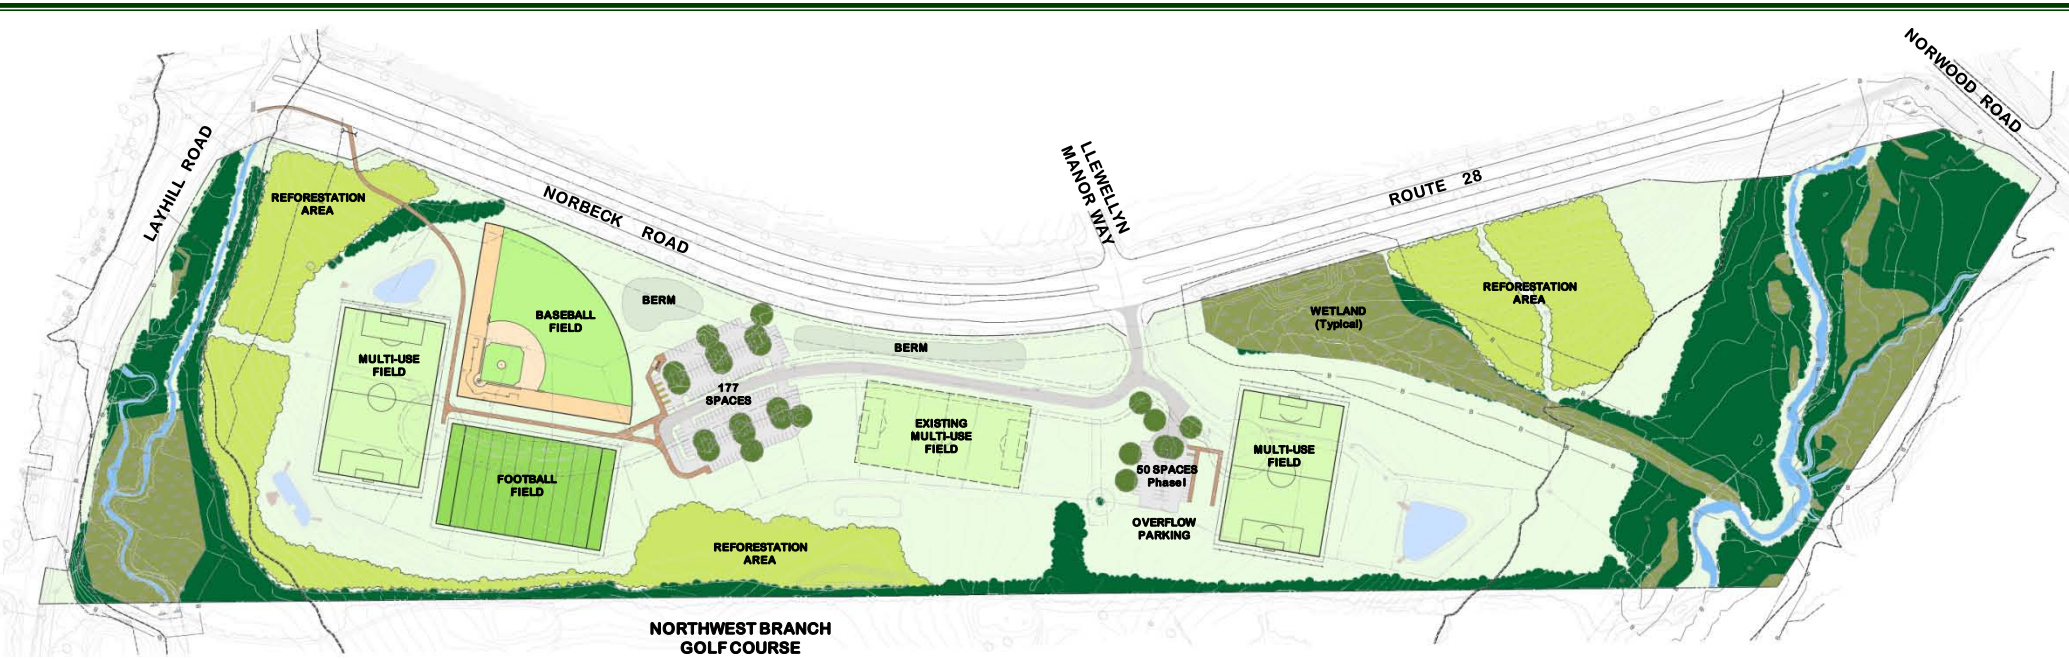 NORWOOD ROAD
LAYHILL ROAD
NORBECK ROAD
LLEWELLYN
MANOR WAY
ROUTE 28
REFORESTATION
AREA
BERM
BASEBALL
FIELD
MULTI-USE
FIELD
BERM
177
SPACES
WETLAND
(Typical)
REFORESTATION
AREA
EXISTING
MULTI-USE
FIELD
FOOTBALL
FIELD
50 SPACES
Phase I
MULTI-USE
FIELD
OVERFLOW
PARKING
REFORESTATION
AREA
NORTHWEST BRANCH
GOLF COURSE